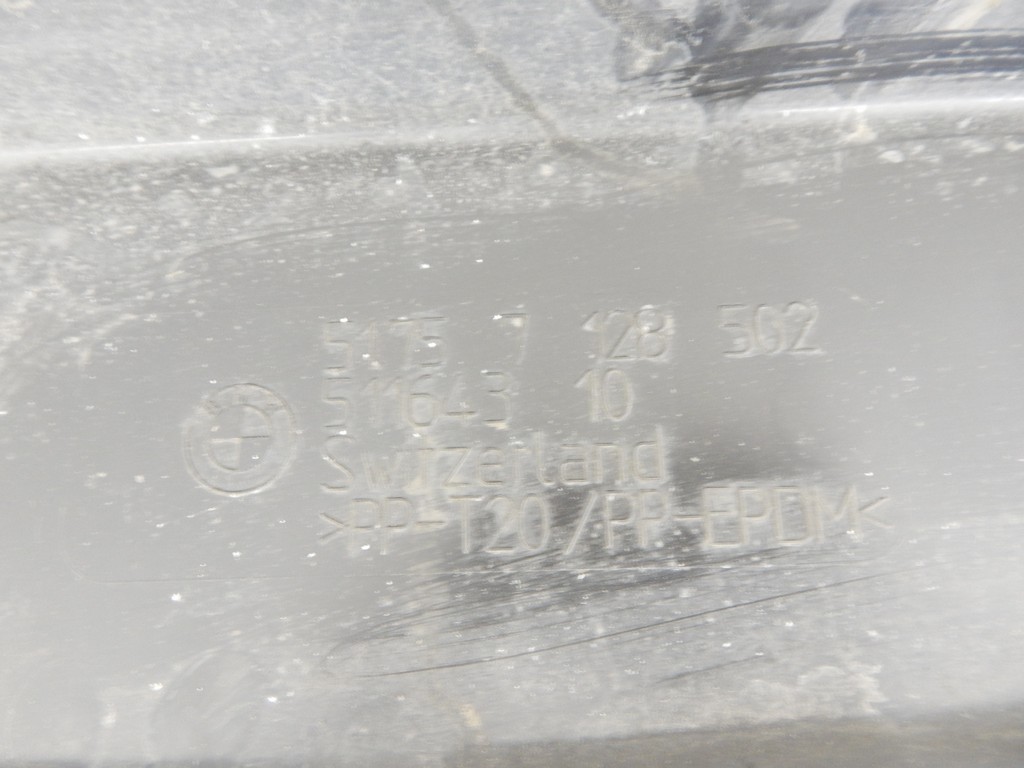 5175 7 128 502
511643 10
Switzerland
>PP-T20/PP-EPDM<